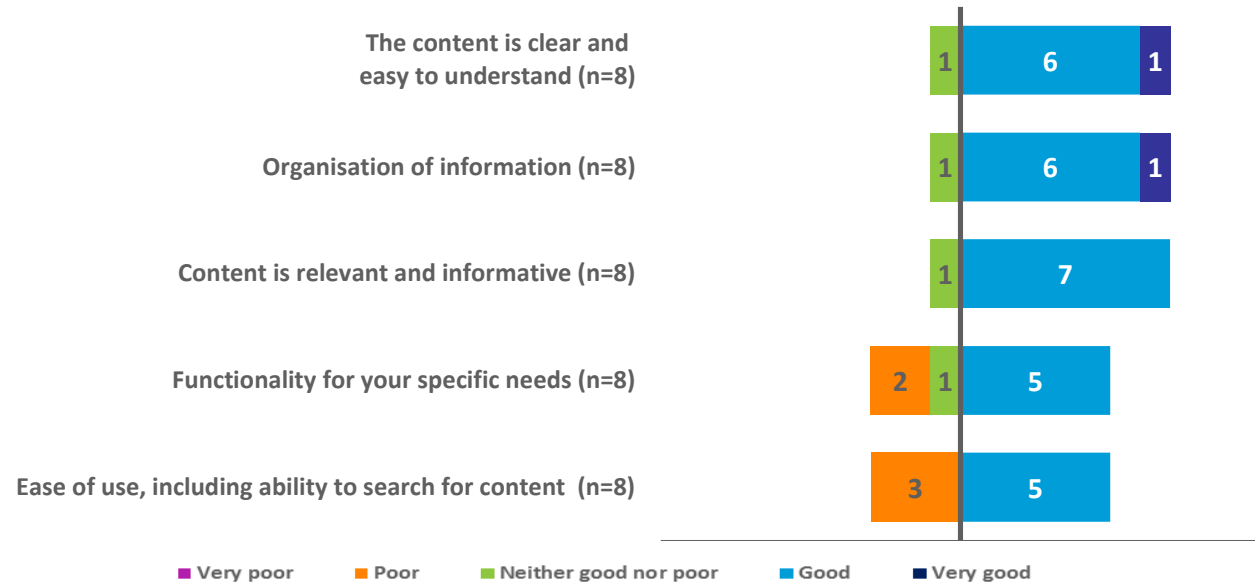 The content is clear and
easy to understand (n=8)
1 6 1
Organisation of information (n=8)
1 6 1
Content is relevant and informative (n=8)
1 7
Functionality for your specific needs (n=8)
2 1 5
Ease of use, including ability to search for content (n=8)
3 5
Very poor Poor Neither good nor poor Good Very good